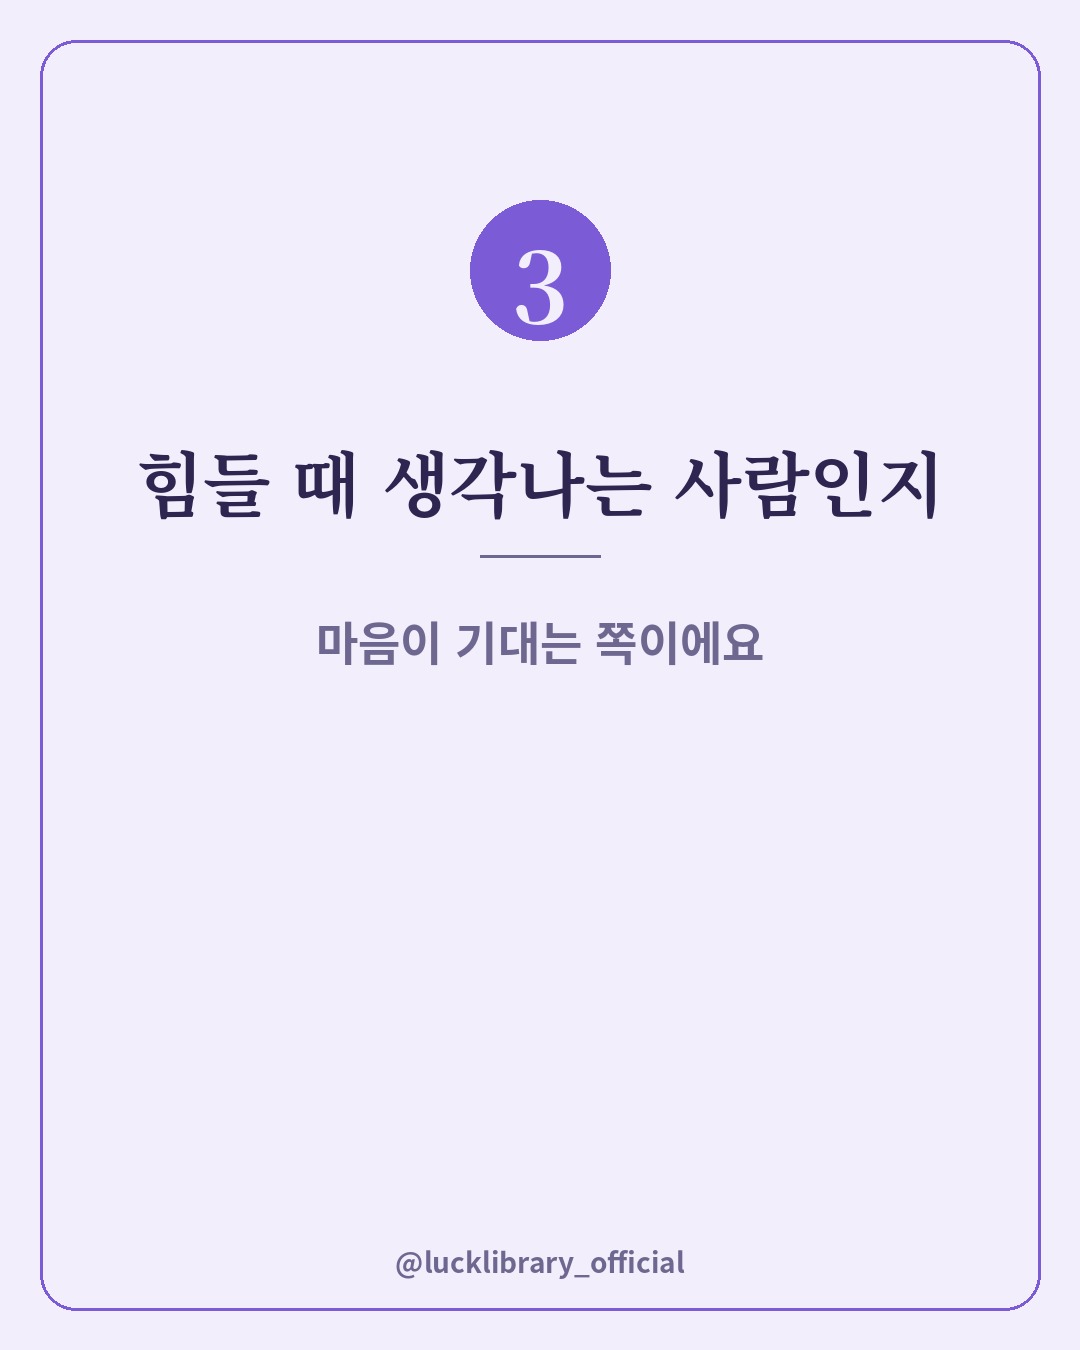 3
힘들 때 생각나는 사람인지
마음이 기대는 쪽이에요
@lucklibrary_official